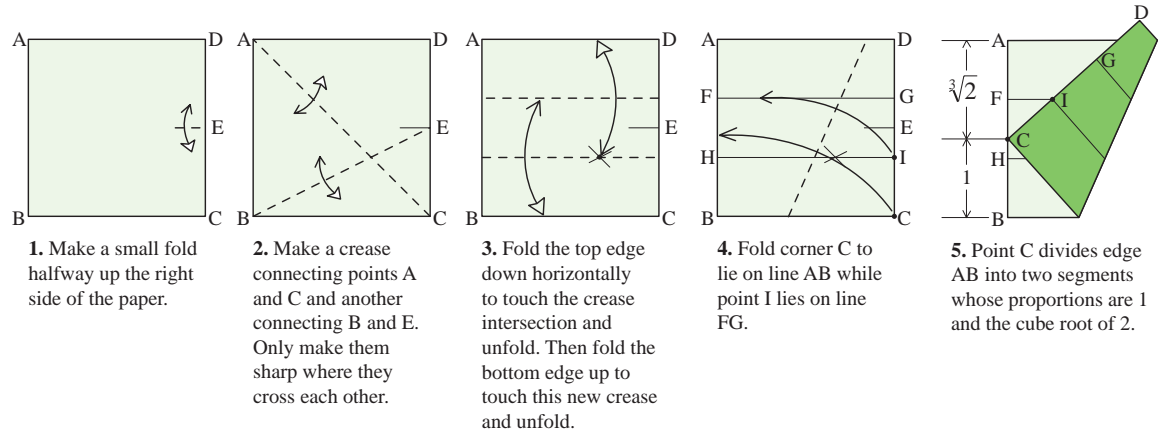 A D
E
B C
1. Make a small fold
halfway up the right
side of the paper.
A D
E
B C
2. Make a crease
connecting points A
and C and another
connecting B and E.
Only make them
sharp where they
cross each other.
A D
E
B C
3. Fold the top edge
down horizontally
to touch the crease
intersection and
unfold. Then fold the
bottom edge up to
touch this new crease
and unfold.
A D
F G
E
H I
B C
4. Fold corner C to
lie on line AB while
point I lies on line
FG.
D
A
G
∛2
F I
C
H
1
B
5. Point C divides edge
AB into two segments
whose proportions are 1
and the cube root of 2.